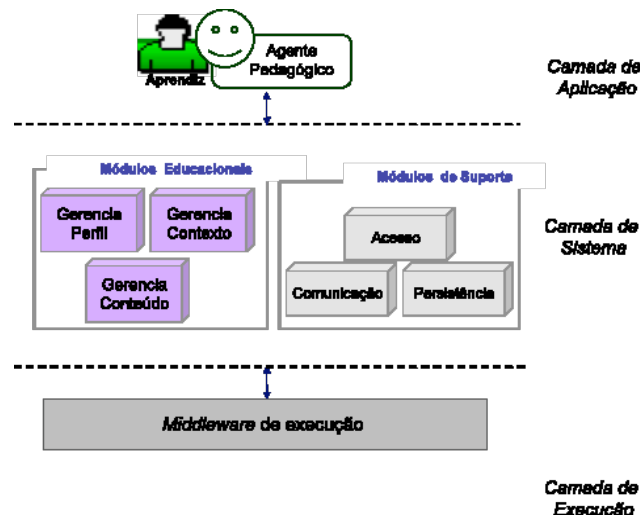 Agente
Pedagógico
Aprendiz
Camada de
Aplicação
Módulos Educacionais
Módulos de Suporte
Gerencia
Perfil
Gerencia
Contexto
Gerencia
Conteúdo
Acesso
Comunicação
Persistência
Camada de
Sistema
Middleware de execução
Camada de
Execução